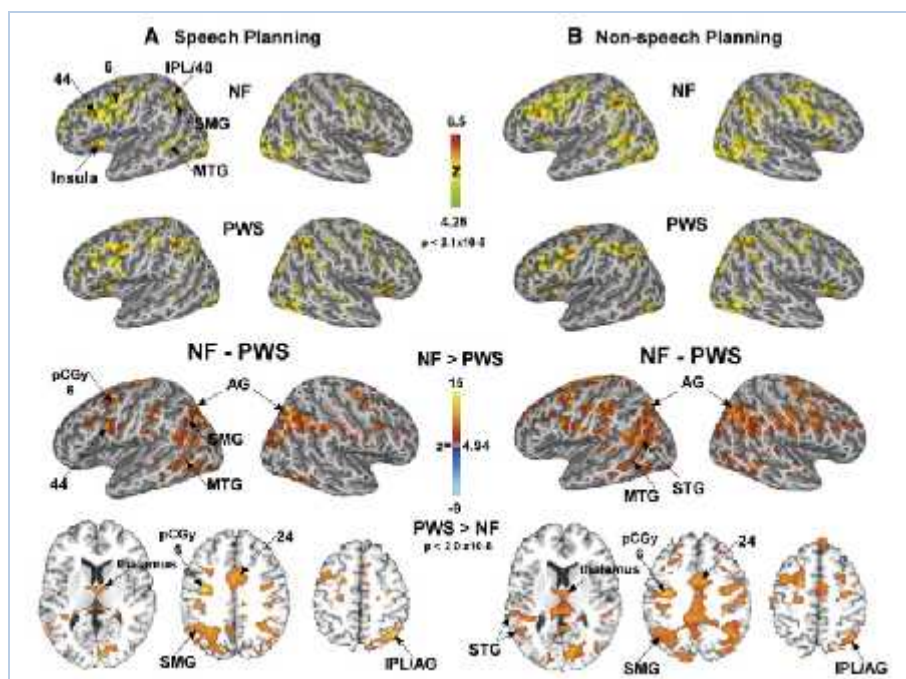 A Speech Planning
B Non-speech Planning
44
6
IPL/40
NF
SMG
Insula
MTG
6.5
Z
4.26
NF
PWS
PWS
NF - PWS
pCGy
6
AG
SMG
MTG
44
NF > PWS
15
z= 4.94
-9
PWS > NF
NF - PWS
AG
MTG
STG
pCGy
6
24
thalamus
SMG
IPL/AG
pCGy
6
24
thalamus
STG
SMG
IPL/AG